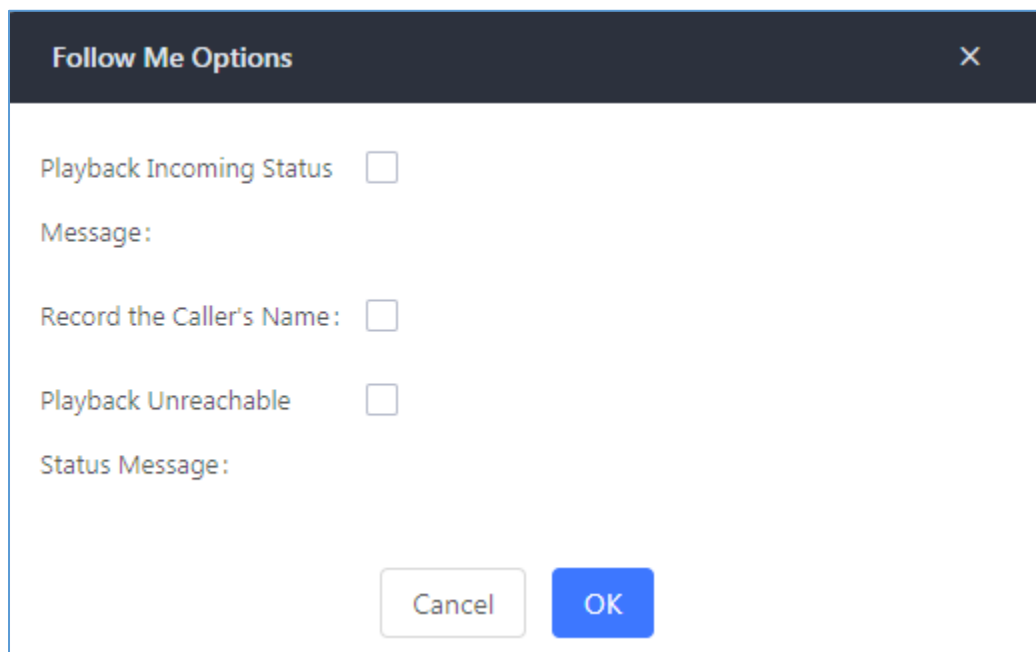 Follow Me Options
Playback Incoming Status
Message:
Record the Caller's Name:
Playback Unreachable
Status Message:
Cancel OK